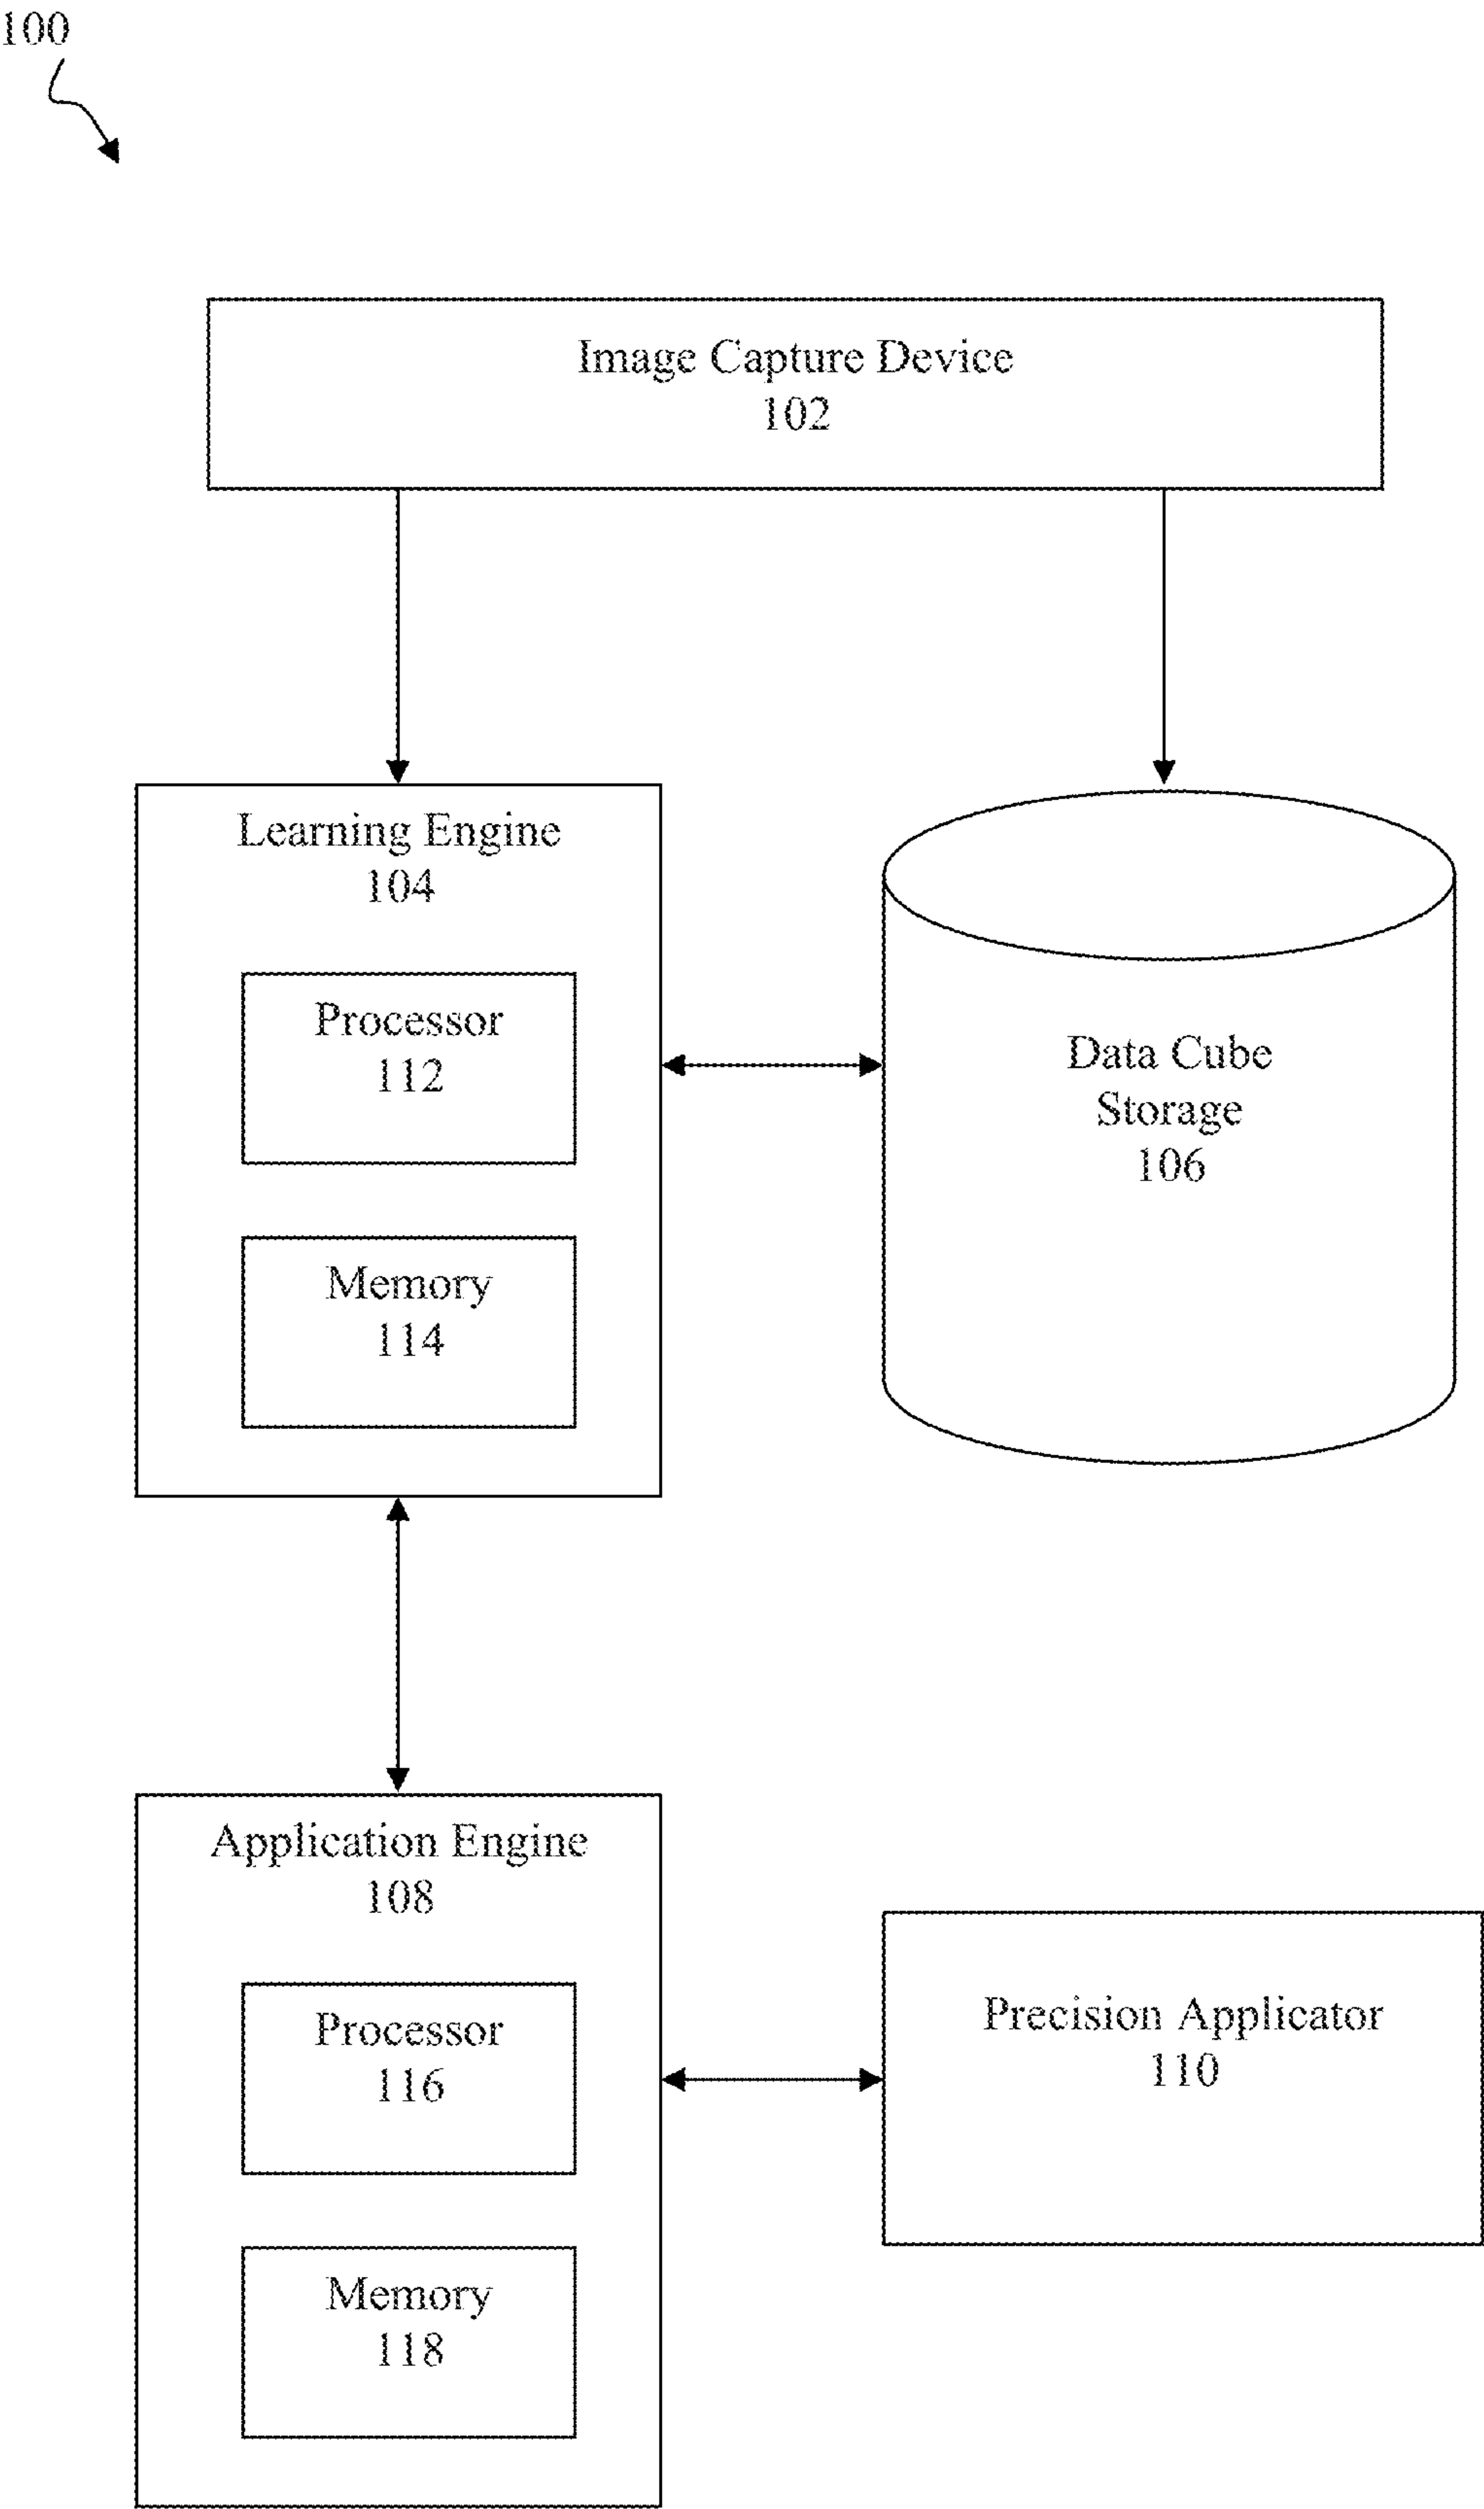 100
Image Capture Device
102
Learning Engine
104
Processor
112
Memory
114
Data Cube
Storage
106
Application Engine
108
Processor
116
Memory
118
Precision Applicator
110